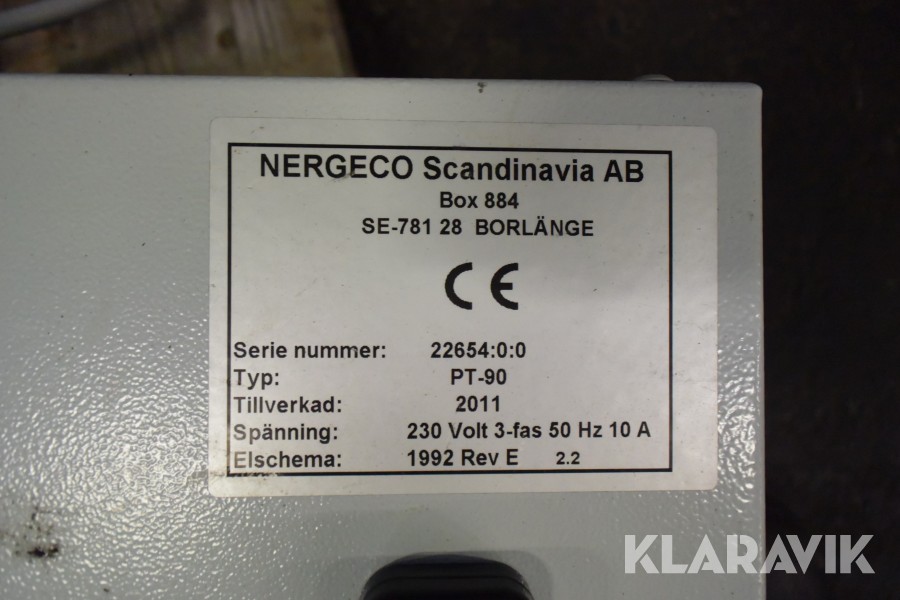 NERGECO Scandinavia AB
Box 884
SE-781 28 BORLÄNGE
CE
Serie nummer: 22654:0:0
Typ: PT-90
Tillverkad: 2011
Spänning: 230 Volt 3-fas 50 Hz 10 A
Elschema: 1992 Rev E 2.2
KLARAVIK